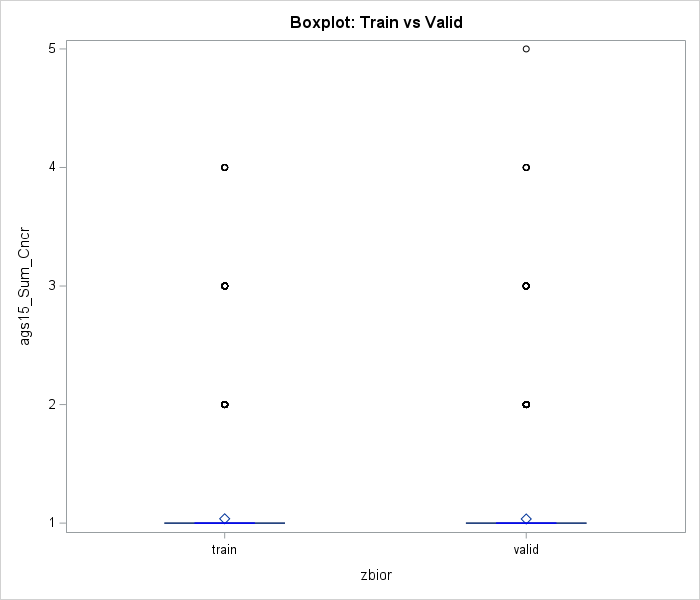 Boxplot: Train vs Valid
5
4
3
2
1
ags15_Sum_Cncr
train
valid
zbior